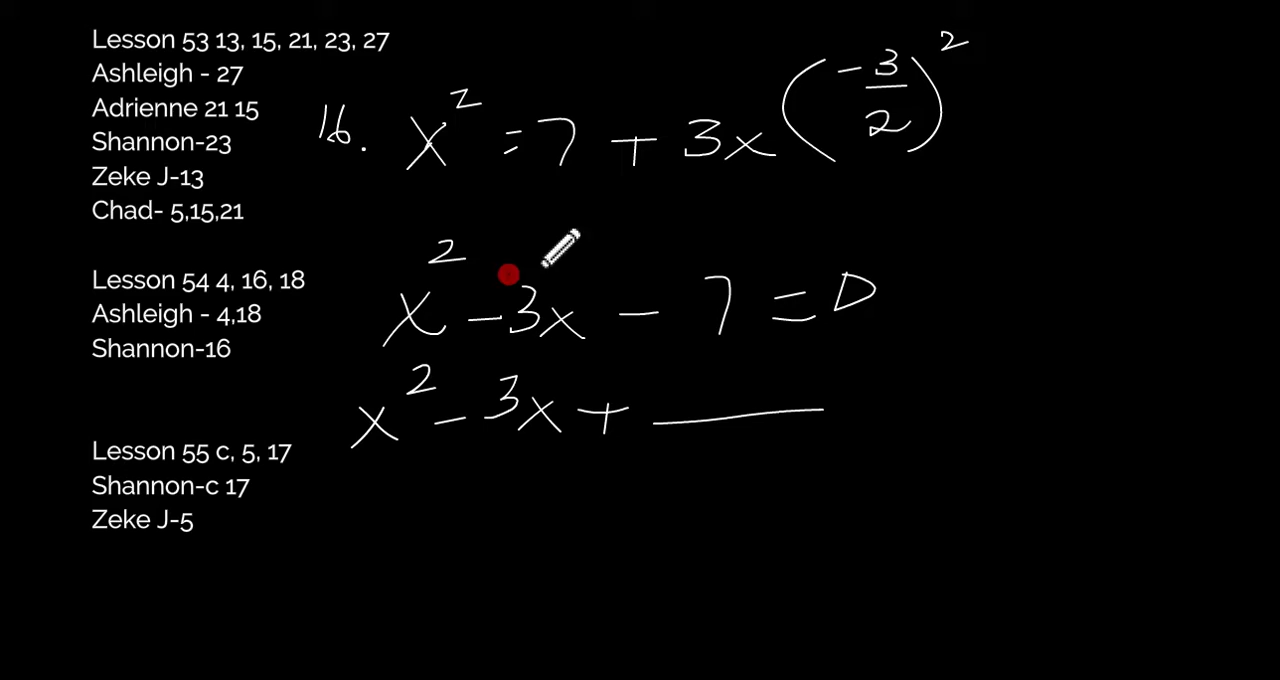 Lesson 53 13, 15, 21, 23, 27
Ashleigh - 27
Adrienne 21 15
Shannon-23
Zeke J-13
Chad- 5,15,21
Lesson 54 4, 16, 18
Ashleigh - 4,18
Shannon-16
Lesson 55 c, 5, 17
Shannon-c 17
Zeke J-5
16. x² = 7 + 3x (-3/2)²
x² - 3x - 7 = 0
x² - 3x + ___